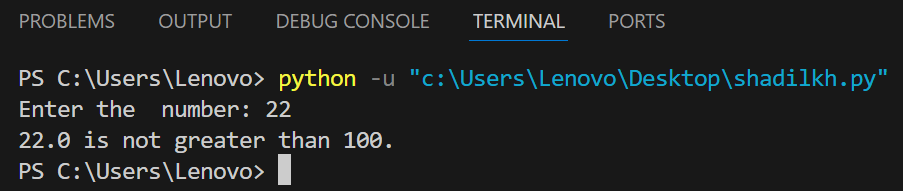 PROBLEMS OUTPUT DEBUG CONSOLE TERMINAL PORTS
PS C:\Users\Lenovo> python -u "c:\Users\Lenovo\Desktop\shadilkh.py"
Enter the  number: 22
22.0 is not greater than 100.
PS C:\Users\Lenovo>